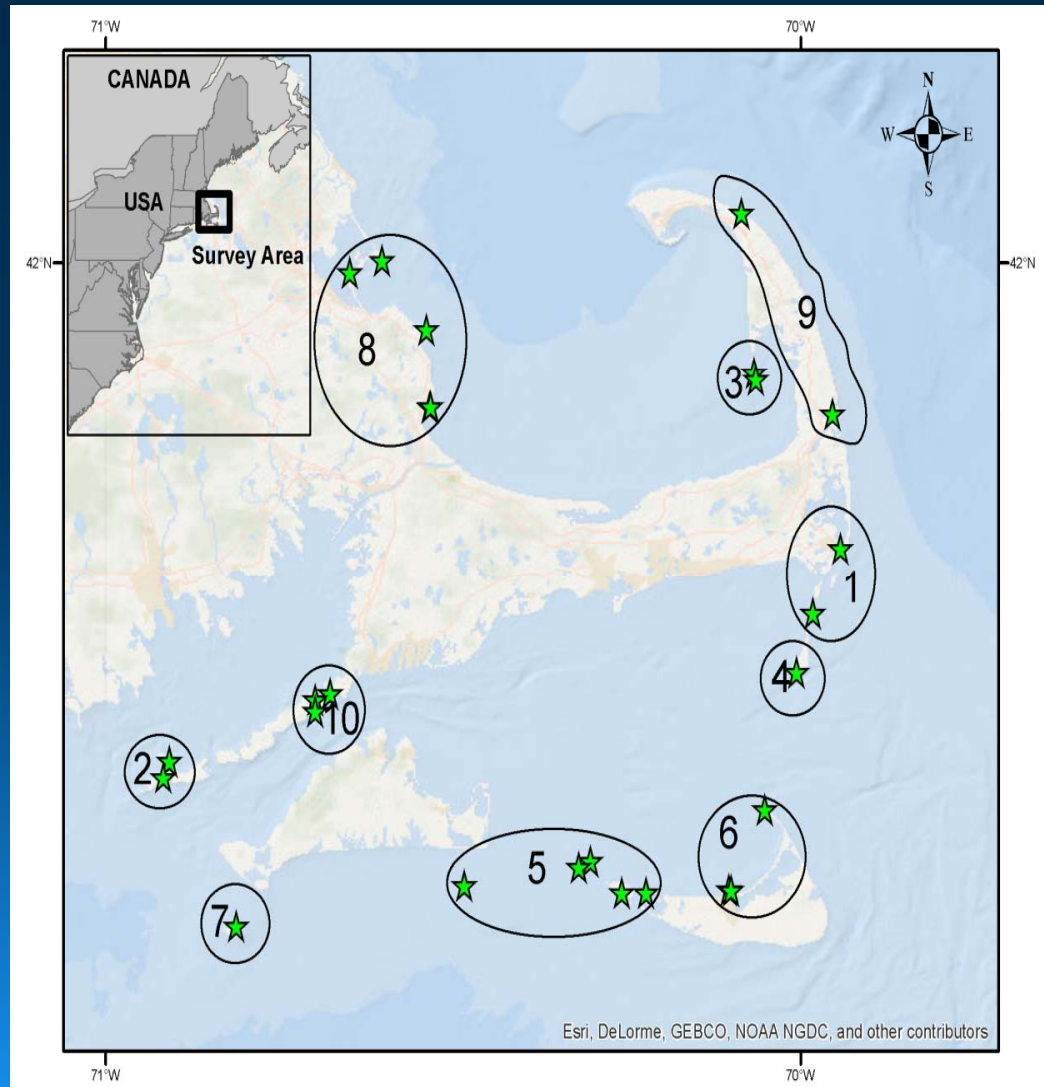 71°W
70°W
CANADA
USA
Survey Area
N
W
E
S
42°N
42°N
8
9
3
1
4
10
2
6
5
7
Esri, DeLorme, GEBCO, NOAA NGDC, and other contributors
71°W
70°W